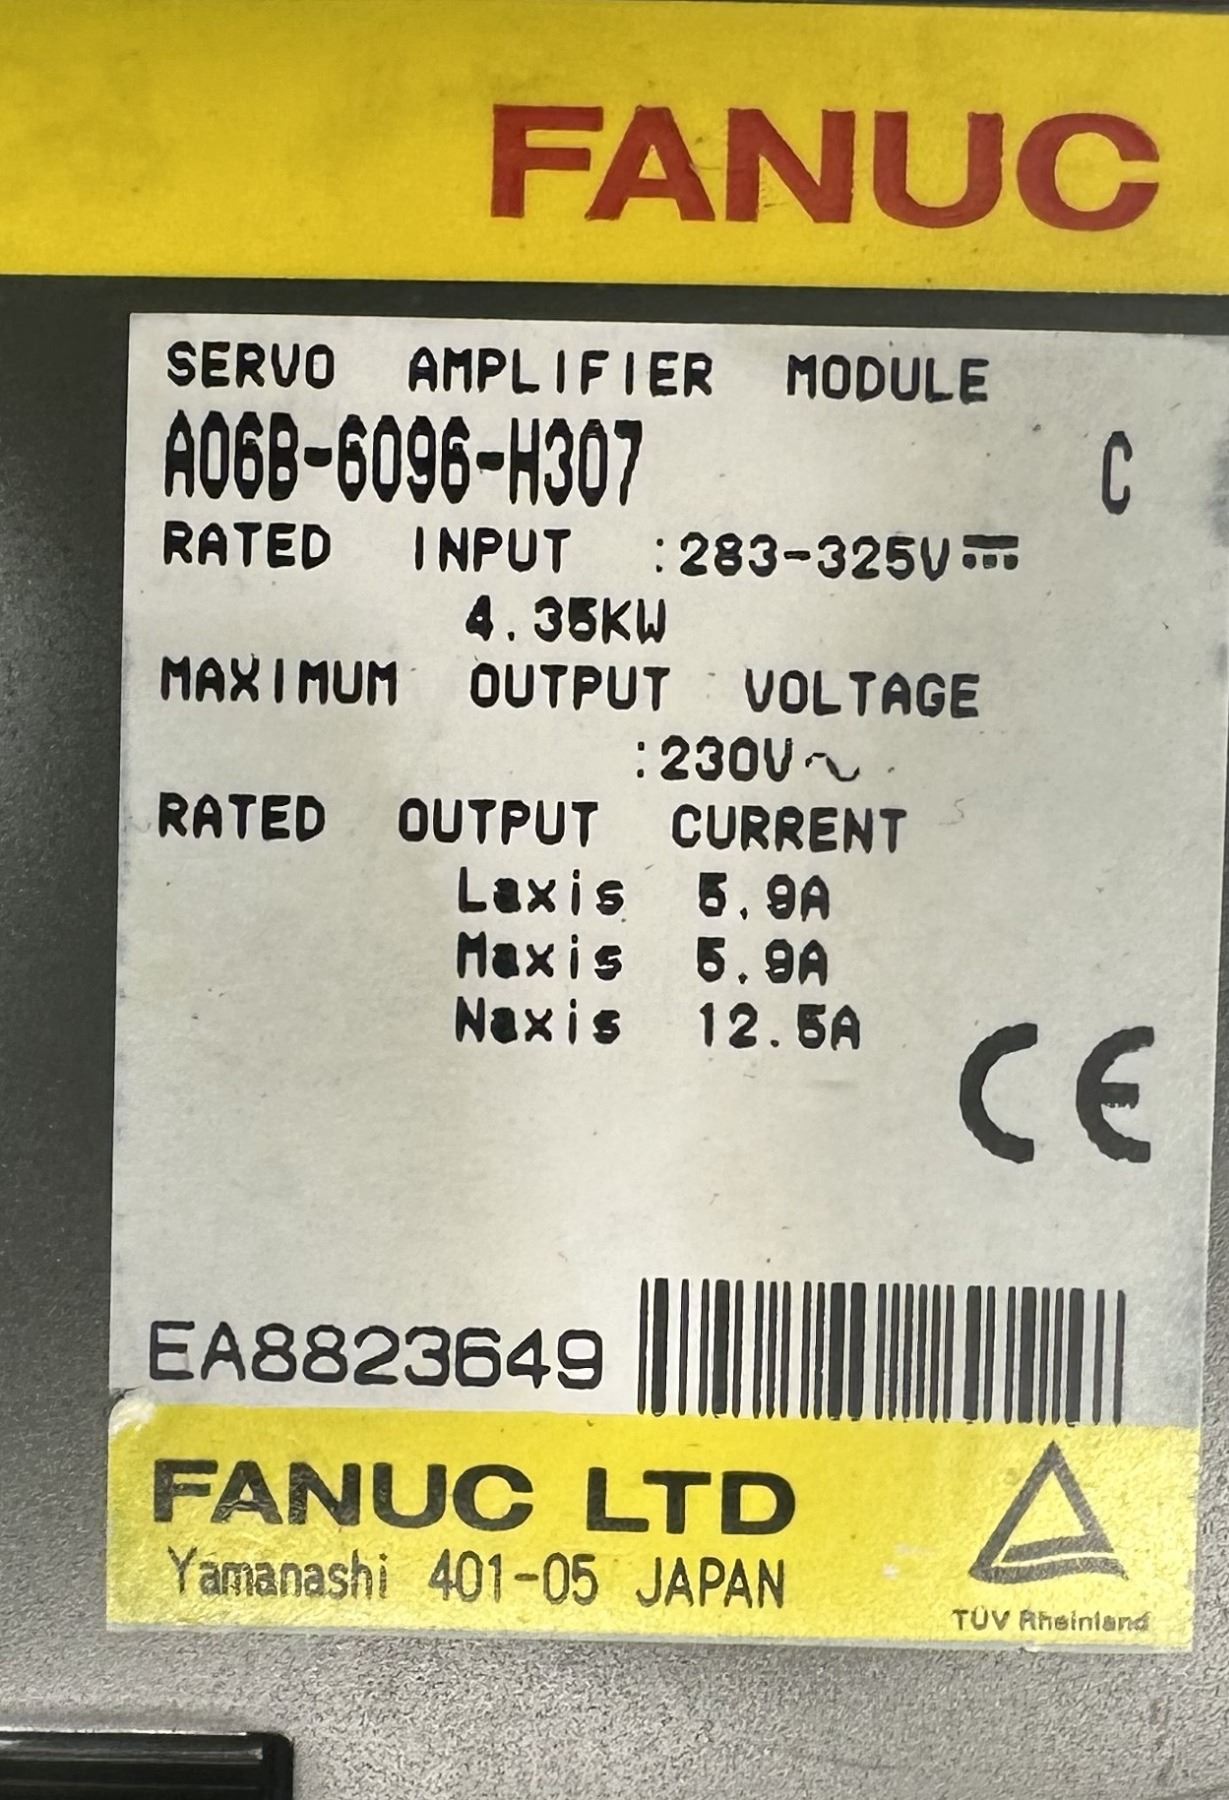 FANUC
SERVO AMPLIFIER MODULE
A06B-6096-H307 C
RATED INPUT :283-325V⎓
4.35KW
MAXIMUM OUTPUT VOLTAGE
:230V~
RATED OUTPUT CURRENT
Laxis 5.9A
Maxis 5.9A
Naxis 12.5A
CE
EA8823649
FANUC LTD
Yamanashi 401-05 JAPAN
TÜV Rheinland